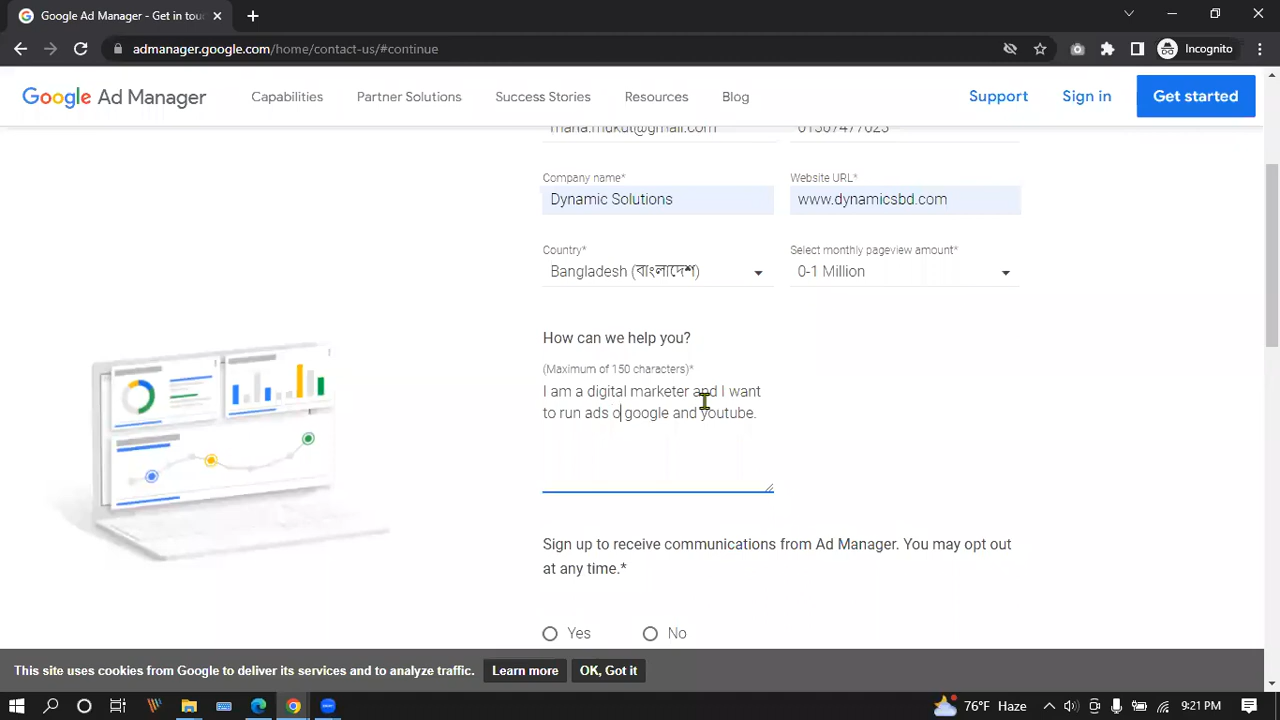 Google Ad Manager - Get in touc
admanager.google.com/home/contact-us/#continue
Incognito
Google Ad Manager
Capabilities
Partner Solutions
Success Stories
Resources
Blog
Support
Sign in
Get started
Company name*
Website URL*
Dynamic Solutions
www.dynamicsbd.com
Country*
Select monthly pageview amount*
Bangladesh (বাংলাদেশ)
0-1 Million
How can we help you?
(Maximum of 150 characters)*
I am a digital marketer and I want
to run ads o google and youtube.
Sign up to receive communications from Ad Manager. You may opt out
at any time.*
Yes
No
This site uses cookies from Google to deliver its services and to analyze traffic.
Learn more
OK, Got it
76°F Haze
9:21 PM